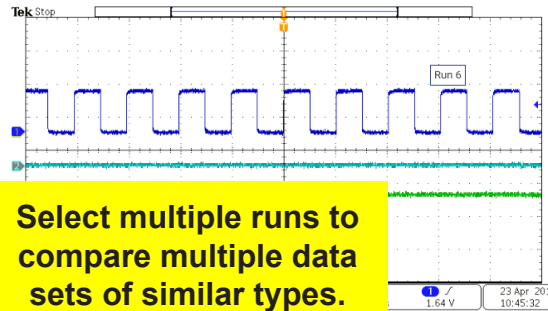 Tek Stop
T
T
Run 6
1
2
Select multiple runs to
compare multiple data
sets of similar types.
1
1.64 V
23 Apr 201
10:45:32